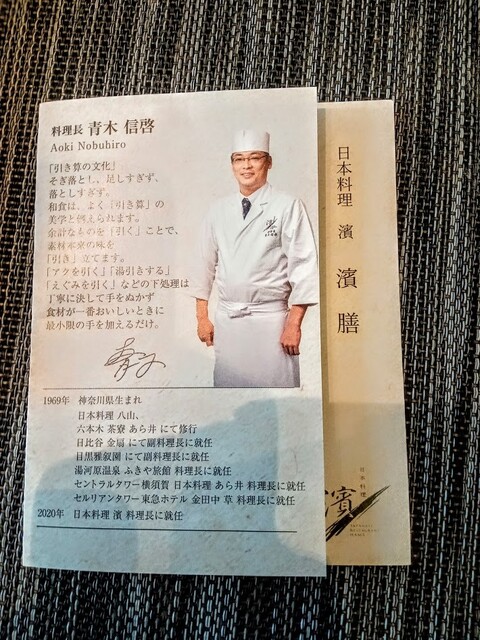 料理長 青木 信啓
Aoki Nobuhiro
「引き算の文化」
そぎ落とし、足しすぎず、
落としすぎず。
和食は、よく「引き算」の
美学と例えられます。
余計なものを「引く」ことで、
素材本来の味を
「引き」立てます。
「アクを引く」「湯引きする」
「えぐみを引く」などの下処理は
丁寧に決して手をぬかず
食材が一番おいしいときに
最小限の手を加えるだけ。
1969年 神奈川県生まれ
日本料理 八山、
六本木 茶寮 あら井 にて修行
日比谷 金扇 にて副料理長に就任
目黒雅叙園 にて副料理長に就任
湯河原温泉 ふきや旅館 料理長に就任
セントラルタワー横須賀 日本料理 あら井 料理長に就任
セルリアンタワー東急ホテル 金田中 草 料理長に就任
2020年 日本料理 濱 料理長に就任
日本料理 濱 濱膳
日本料理
濱